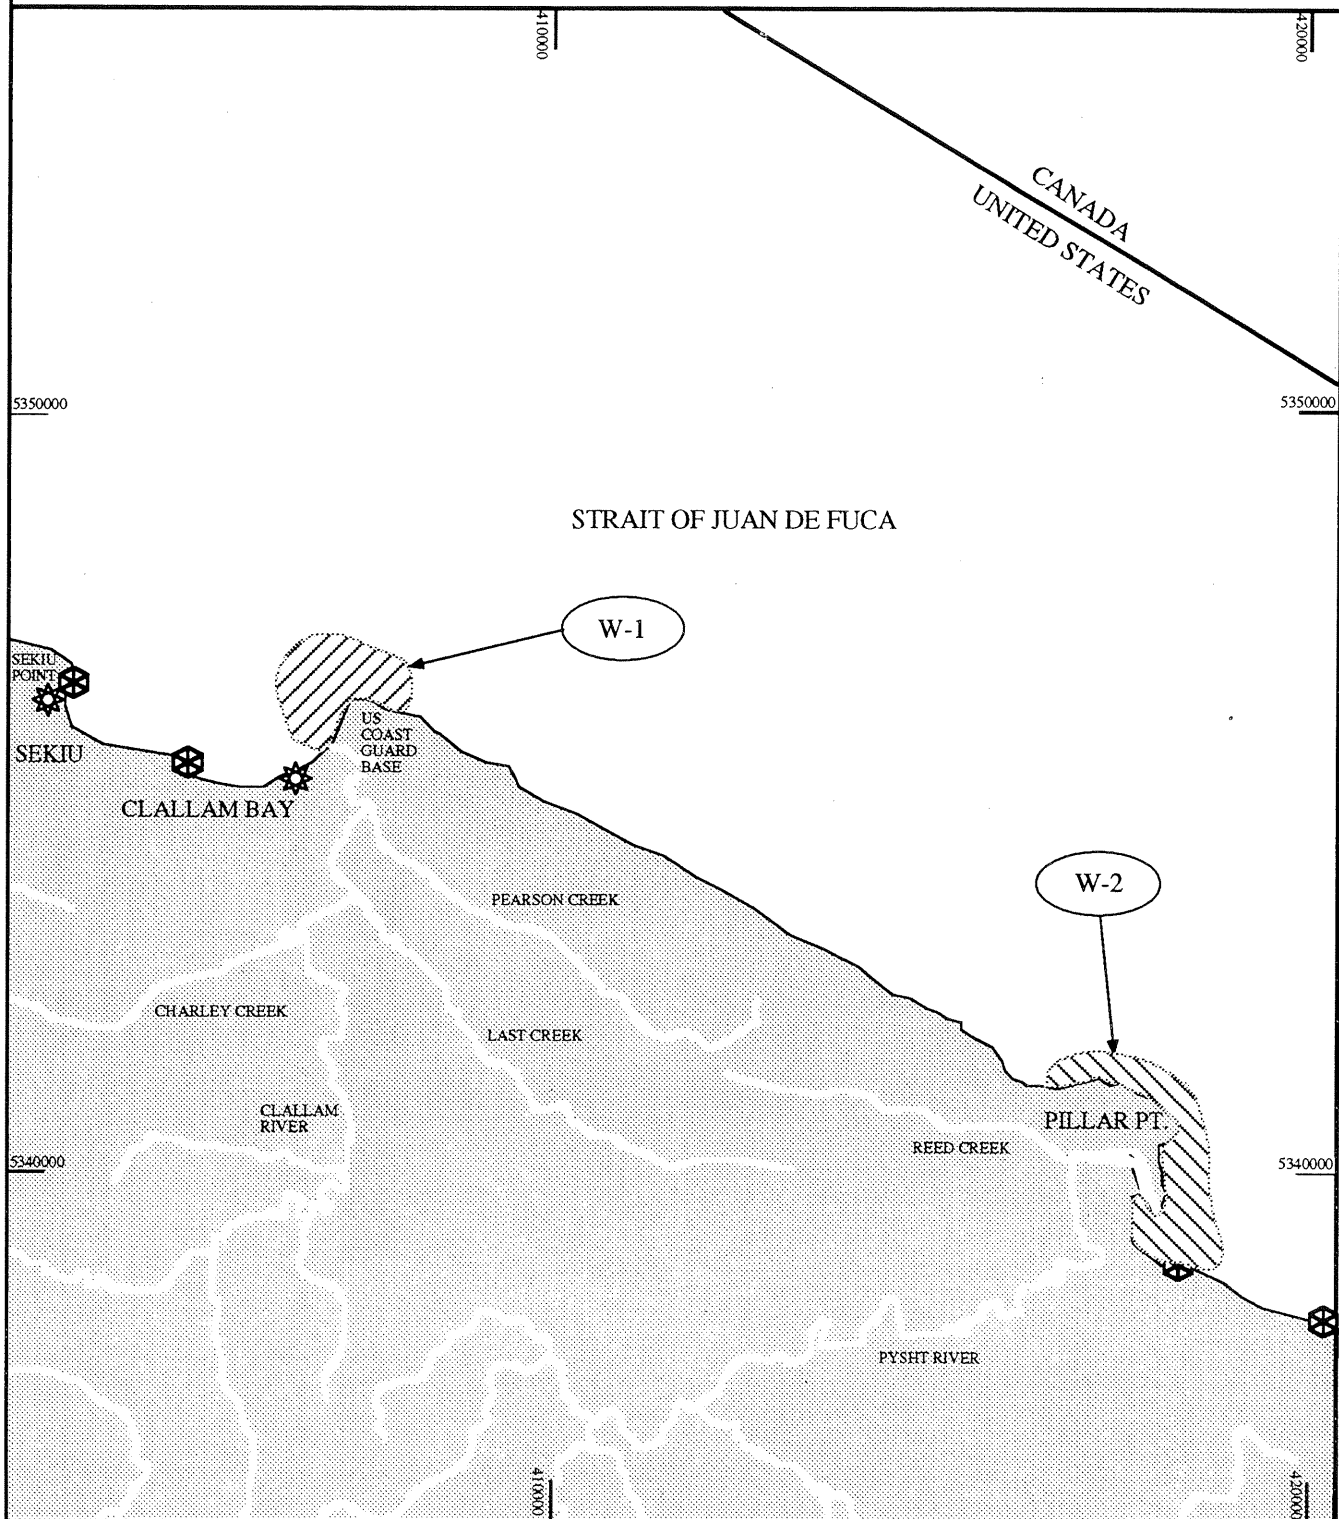 410000
420000
CANADA
UNITED STATES
5350000
5350000
STRAIT OF JUAN DE FUCA
W-1
SEKIU
POINT
US
COAST
GUARD
BASE
SEKIU
CLALLAM BAY
W-2
PEARSON CREEK
CHARLEY CREEK
LAST CREEK
CLALLAM
RIVER
PILLAR PT.
REED CREEK
5340000
5340000
PYSHT RIVER
410000
420000